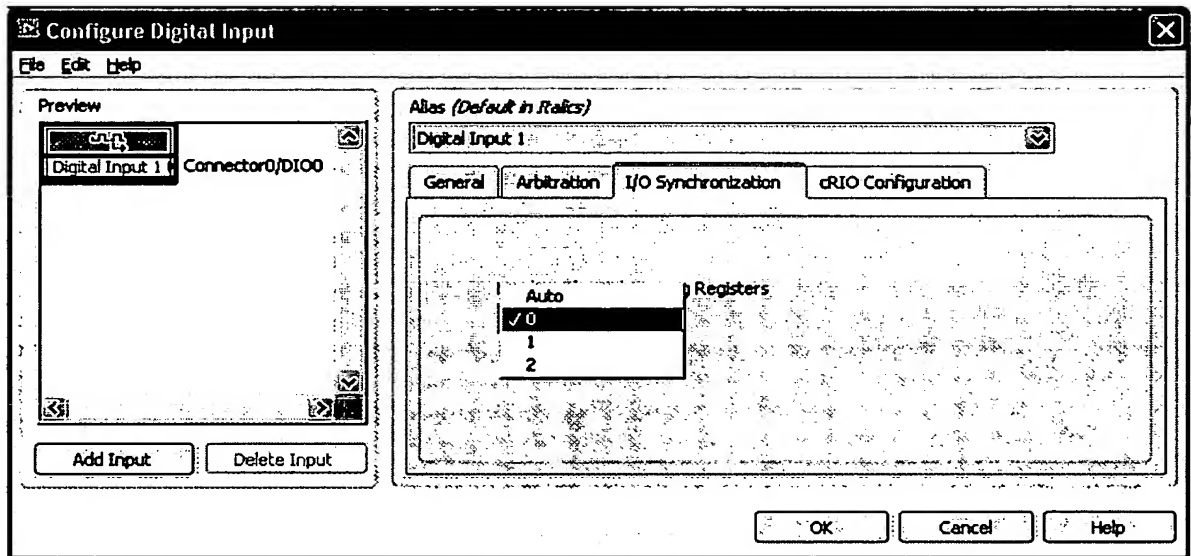 Configure Digital Input
File Edit Help
Preview
Digital Input 1
Connector0/DIO0
Alias (Default in Italics)
Digital Input 1
General Arbitration I/O Synchronization cRIO Configuration
Registers
Auto
✓ 0
1
2
Add Input Delete Input
OK Cancel Help